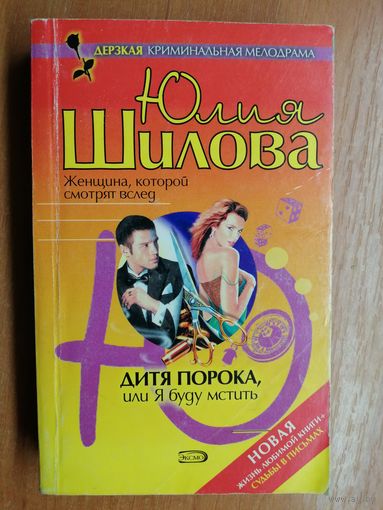 ДЕРЗКАЯ КРИМИНАЛЬНАЯ МЕЛОДРАМА
Юлия
Шилова
Женщина, которой
смотрят вслед
Ю
ДИТЯ ПОРОКА,
или Я буду мстить
НОВАЯ
ЖИЗНЬ ЛЮБИМОЙ КНИГИ+
СУДЬБЫ В ПИСЬМАХ
ЭКСМО